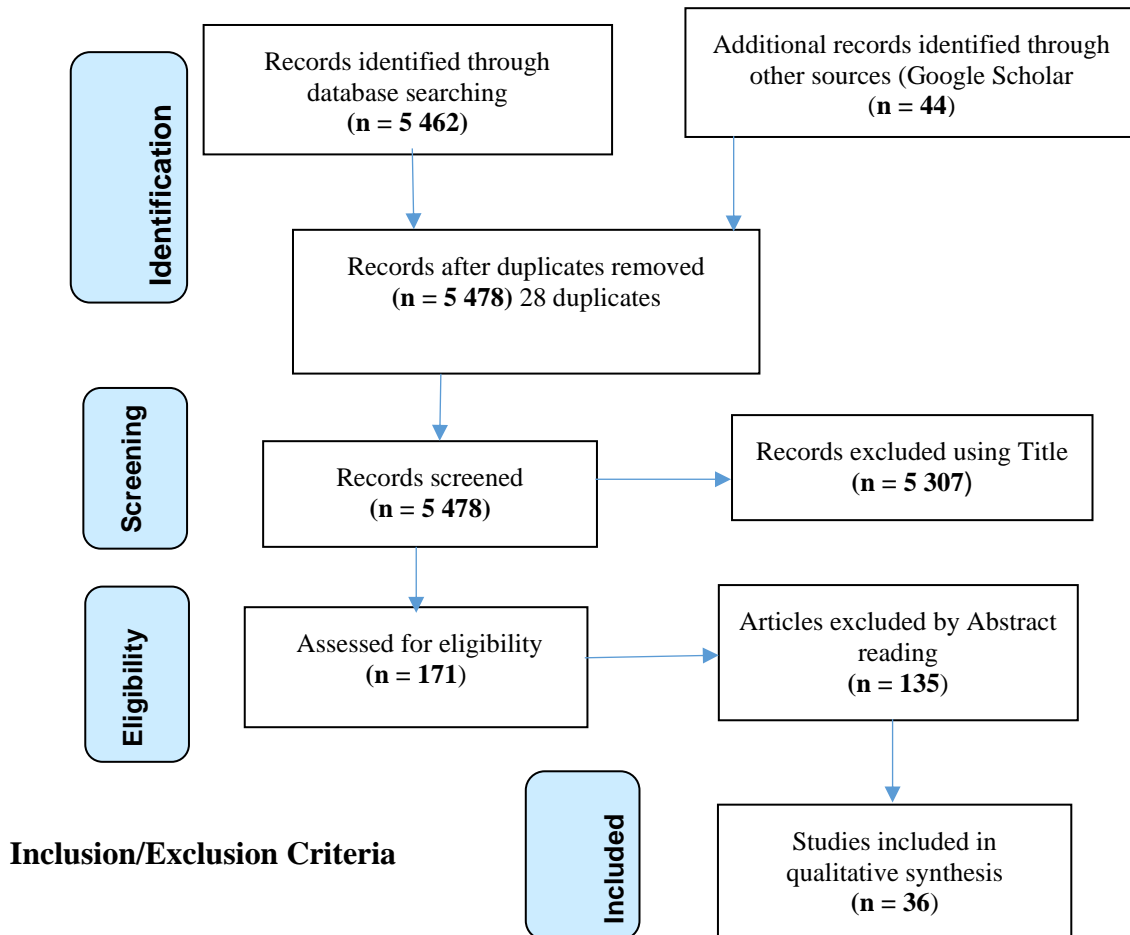 Identification
Records identified through
database searching
(n = 5 462)
Additional records identified through
other sources (Google Scholar
(n = 44)
Records after duplicates removed
(n = 5 478) 28 duplicates
Screening
Records screened
(n = 5 478)
Records excluded using Title
(n = 5 307)
Eligibility
Assessed for eligibility
(n = 171)
Articles excluded by Abstract
reading
(n = 135)
Inclusion/Exclusion Criteria
Included
Studies included in
qualitative synthesis
(n = 36)